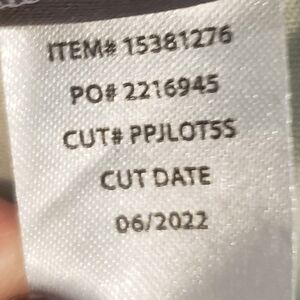 ITEM# 15381276
PO# 2216945
CUT# PPJLOT5S
CUT DATE
06/2022